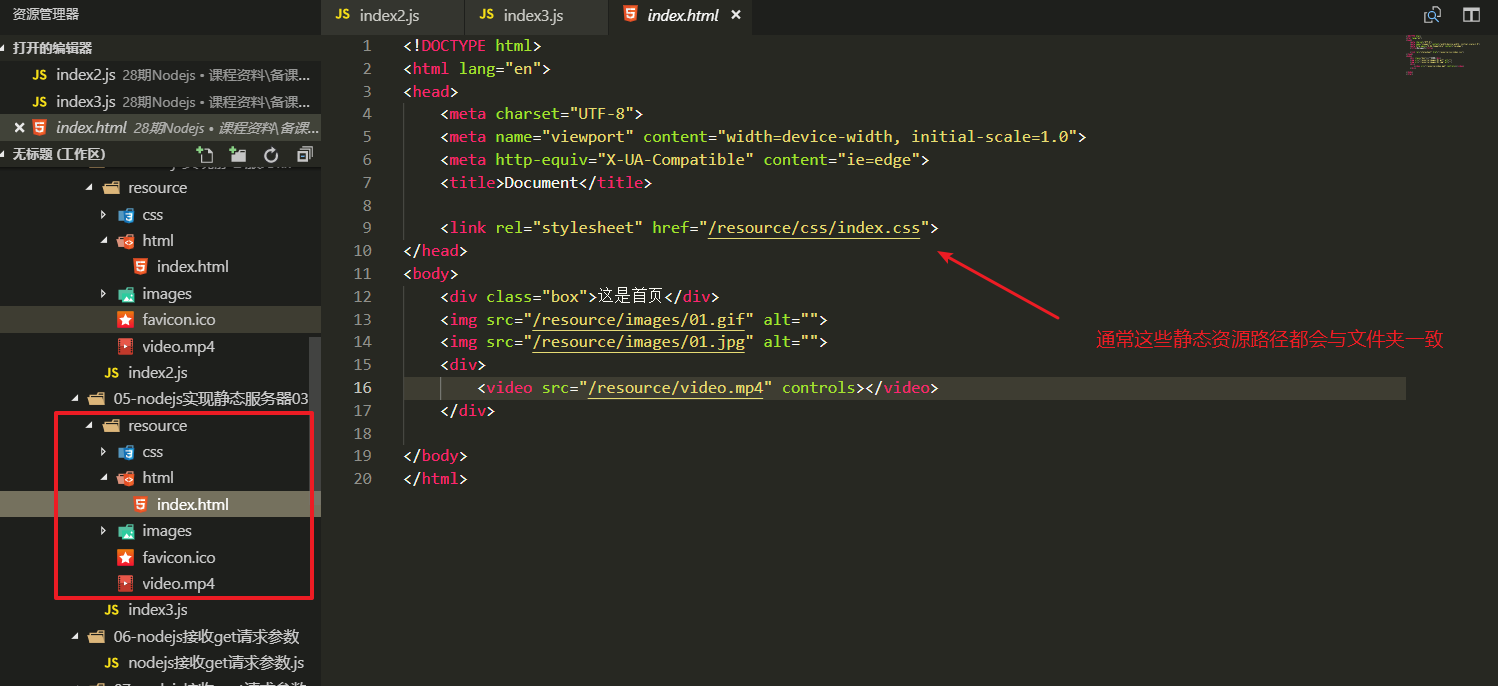 资源管理器
打开的编辑器
JS index2.js 28期Nodejs • 课程资料\备课...
JS index3.js 28期Nodejs • 课程资料\备课...
index.html 28期Nodejs • 课程资料\备课...
无标题 (工作区)
resource
css
html
index.html
images
favicon.ico
video.mp4
JS index2.js
05-nodejs实现静态服务器03
resource
css
html
index.html
images
favicon.ico
video.mp4
JS index3.js
06-nodejs接收get请求参数
JS nodejs接收get请求参数.js
JS index2.js
JS index3.js
index.html
1 <!DOCTYPE html>
2 <html lang="en">
3 <head>
4 <meta charset="UTF-8">
5 <meta name="viewport" content="width=device-width, initial-scale=1.0">
6 <meta http-equiv="X-UA-Compatible" content="ie=edge">
7 <title>Document</title>
8
9 <link rel="stylesheet" href="/resource/css/index.css">
10 </head>
11 <body>
12 <div class="box">这是首页</div>
13 <img src="/resource/images/01.gif" alt="">
14 <img src="/resource/images/01.jpg" alt="">
15 <div>
16 <video src="/resource/video.mp4" controls></video>
17 </div>
18
19 </body>
20 </html>
通常这些静态资源路径都会与文件夹一致